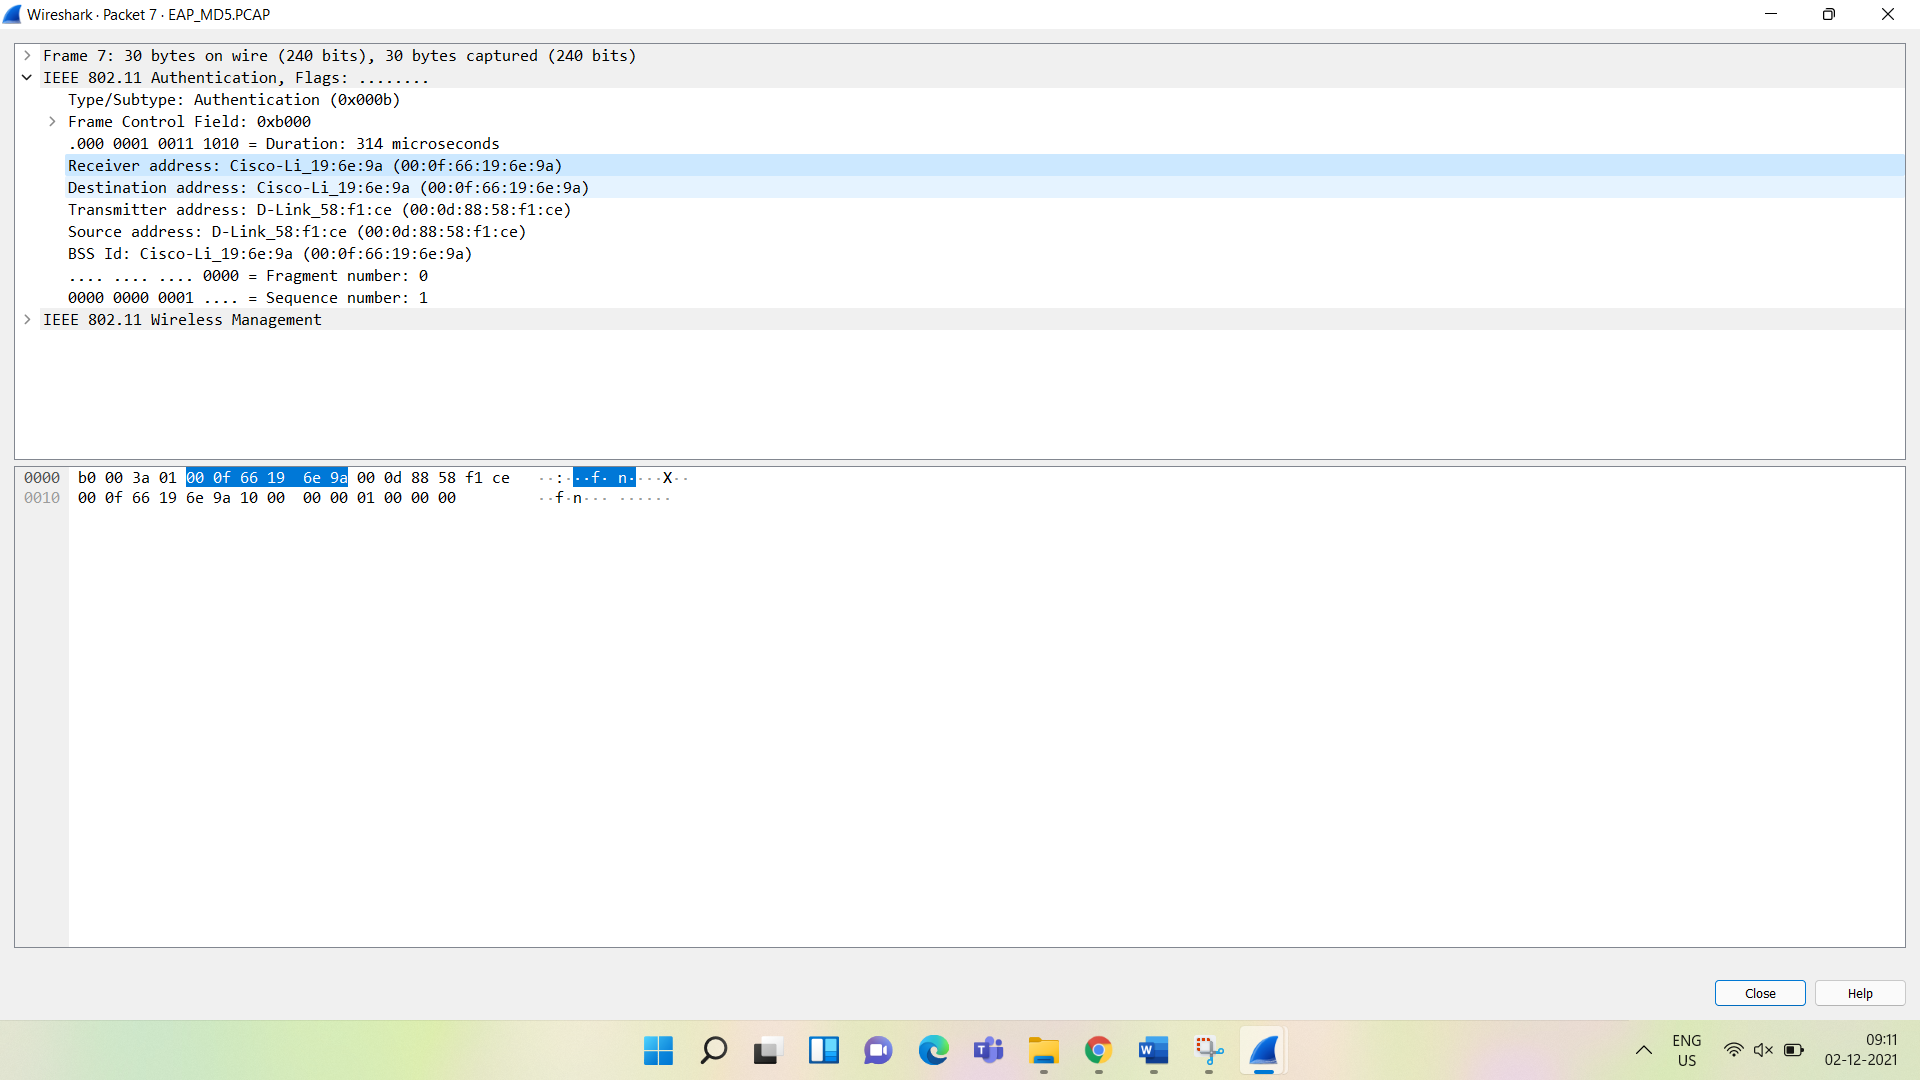 Wireshark · Packet 7 · EAP_MD5.PCAP
Frame 7: 30 bytes on wire (240 bits), 30 bytes captured (240 bits)
IEEE 802.11 Authentication, Flags: ........
Type/Subtype: Authentication (0x000b)
Frame Control Field: 0xb000
.000 0001 0011 1010 = Duration: 314 microseconds
Receiver address: Cisco-Li_19:6e:9a (00:0f:66:19:6e:9a)
Destination address: Cisco-Li_19:6e:9a (00:0f:66:19:6e:9a)
Transmitter address: D-Link_58:f1:ce (00:0d:88:58:f1:ce)
Source address: D-Link_58:f1:ce (00:0d:88:58:f1:ce)
BSS Id: Cisco-Li_19:6e:9a (00:0f:66:19:6e:9a)
.... .... .... 0000 = Fragment number: 0
0000 0000 0001 .... = Sequence number: 1
IEEE 802.11 Wireless Management
0000 b0 00 3a 01 00 0f 66 19 6e 9a 00 0d 88 58 f1 ce ··:···f· n····X··
0010 00 0f 66 19 6e 9a 10 00 00 00 01 00 00 00 ··f·n··· ······
Close Help
ENG
US
09:11
02-12-2021